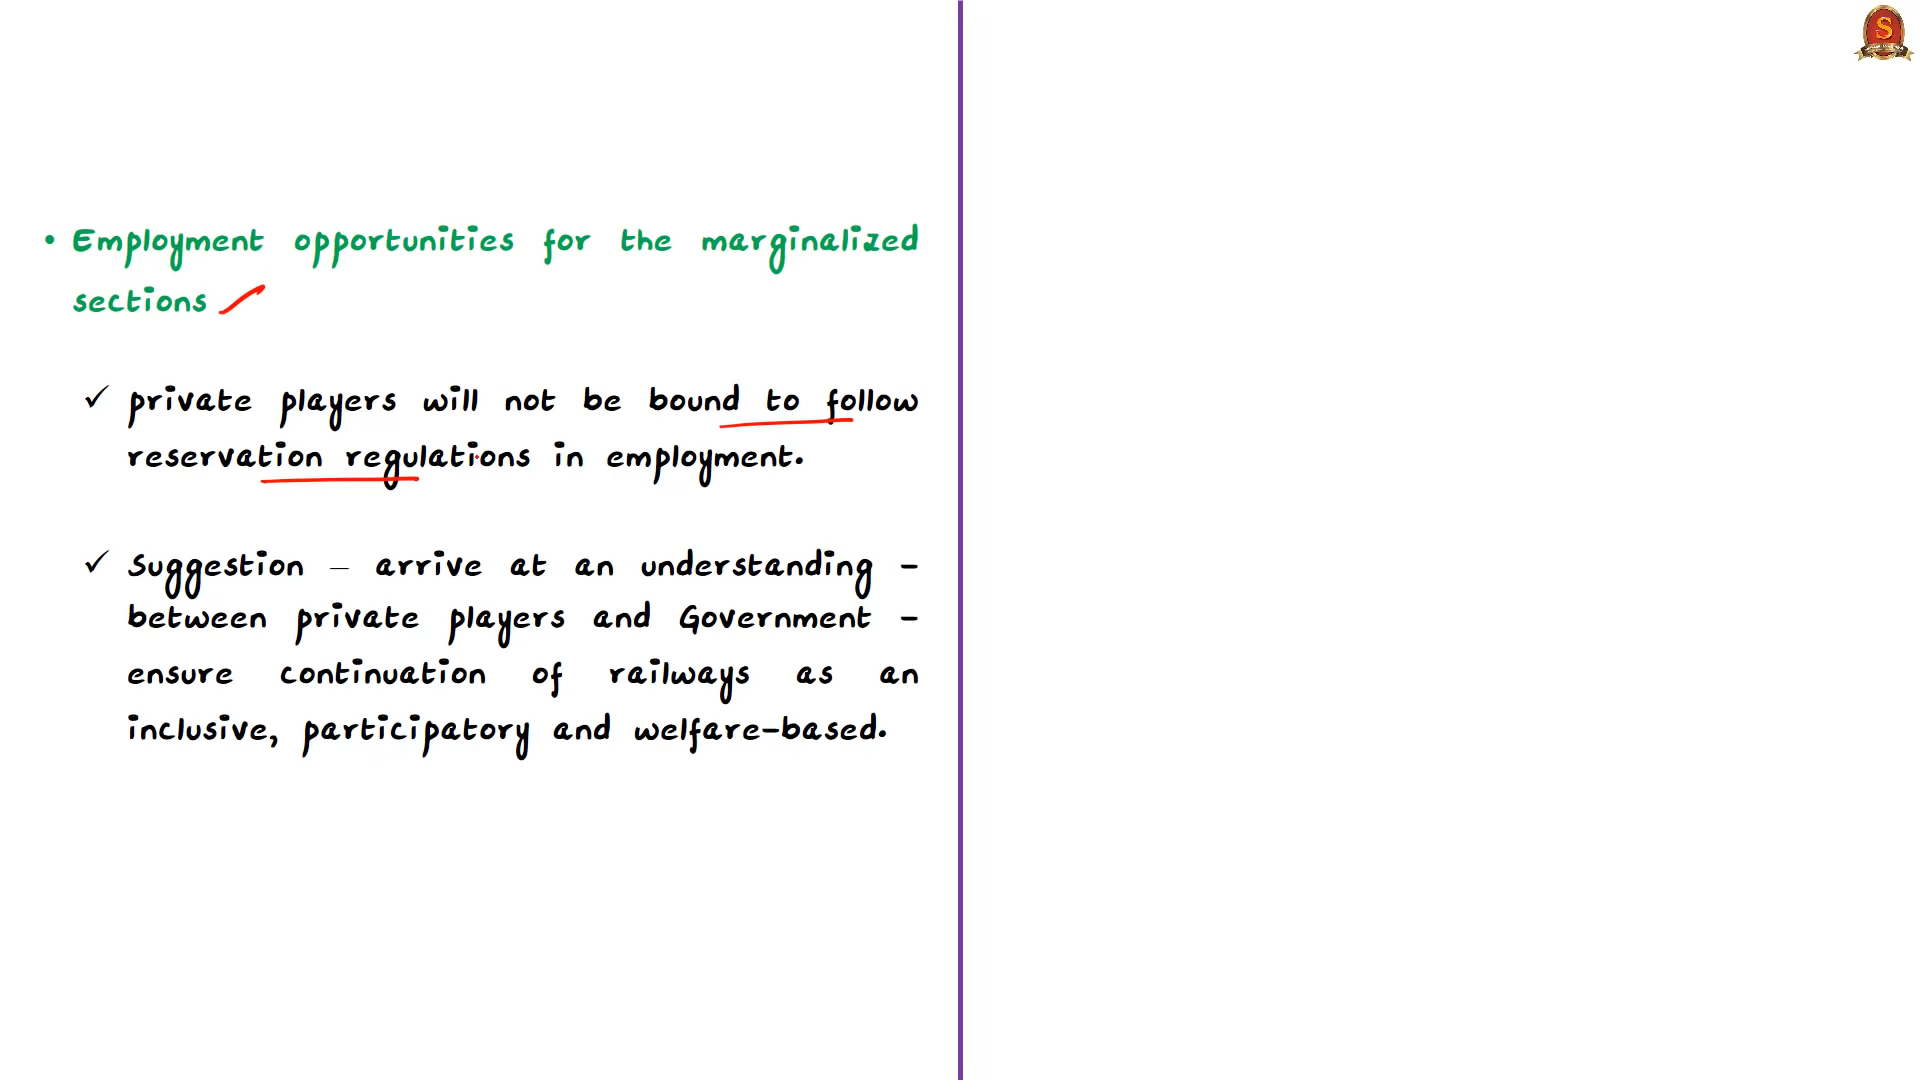 • Employment opportunities for the marginalized
sections
✓ private players will not be bound to follow
reservation regulations in employment.
✓ Suggestion – arrive at an understanding -
between private players and Government -
ensure continuation of railways as an
inclusive, participatory and welfare-based.
S